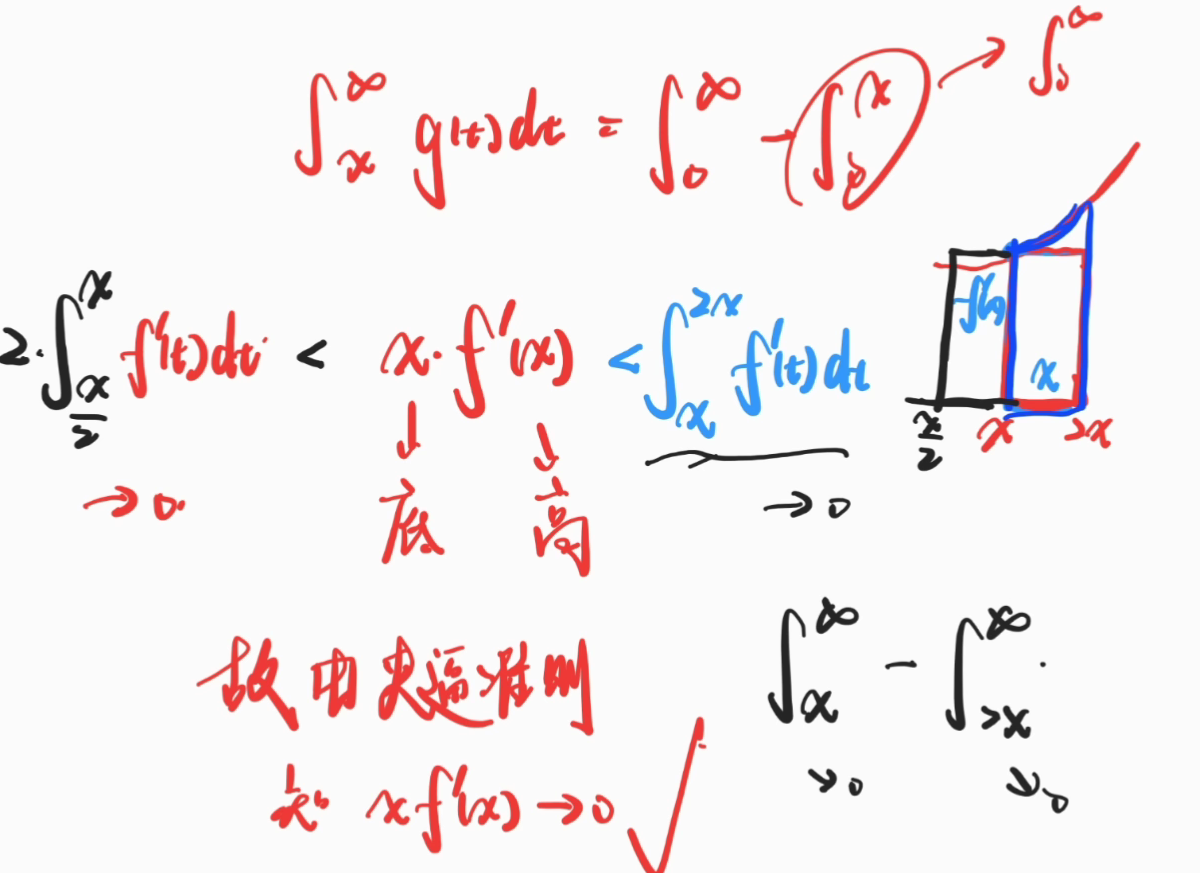 ∫_x^∞ g(t)dt = ∫_0^∞ - ∫_0^x → ∫_0^∞
2·∫_{x/2}^x f'(t)dt < x·f'(x) < ∫_x^{2x} f'(t)dt
f'(x)
x
x/2 x 2x
→0. ↓底 ↓高 →0
∫_x^∞ - ∫_{2x}^∞
→0 →0
故由夹逼准则
xf'(x)→0 √